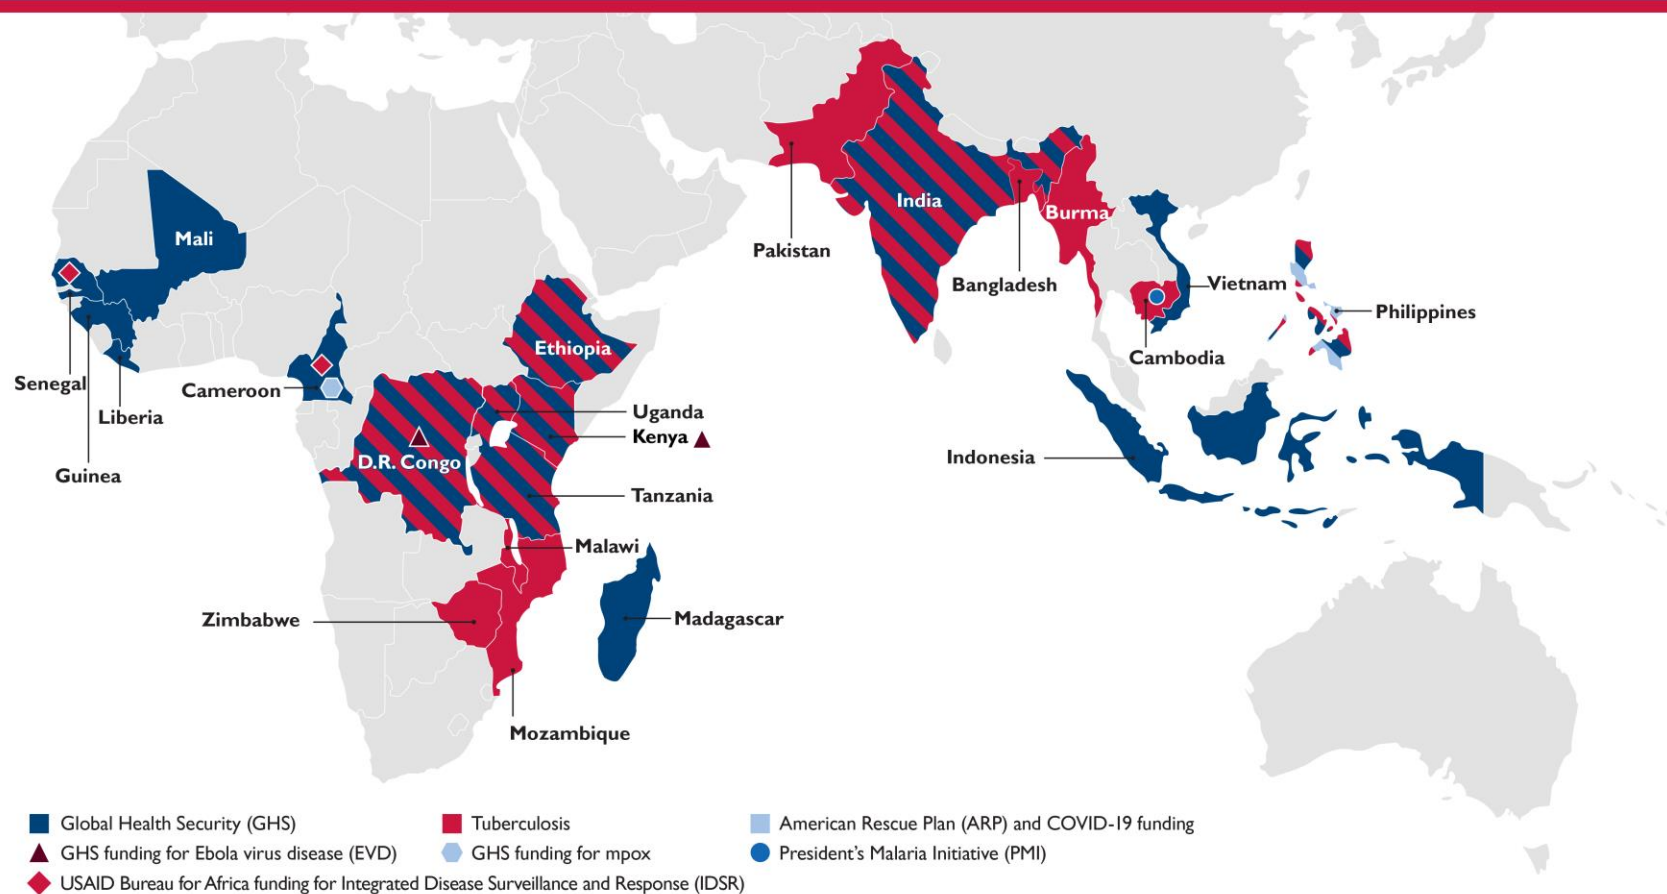 Mali
India
Burma
Pakistan
Bangladesh
Vietnam
Philippines
Cambodia
Ethiopia
Senegal
Cameroon
Liberia
Uganda
Kenya
D.R. Congo
Guinea
Indonesia
Tanzania
Malawi
Zimbabwe
Madagascar
Mozambique
Global Health Security (GHS)
Tuberculosis
American Rescue Plan (ARP) and COVID-19 funding
GHS funding for Ebola virus disease (EVD)
GHS funding for mpox
President's Malaria Initiative (PMI)
USAID Bureau for Africa funding for Integrated Disease Surveillance and Response (IDSR)